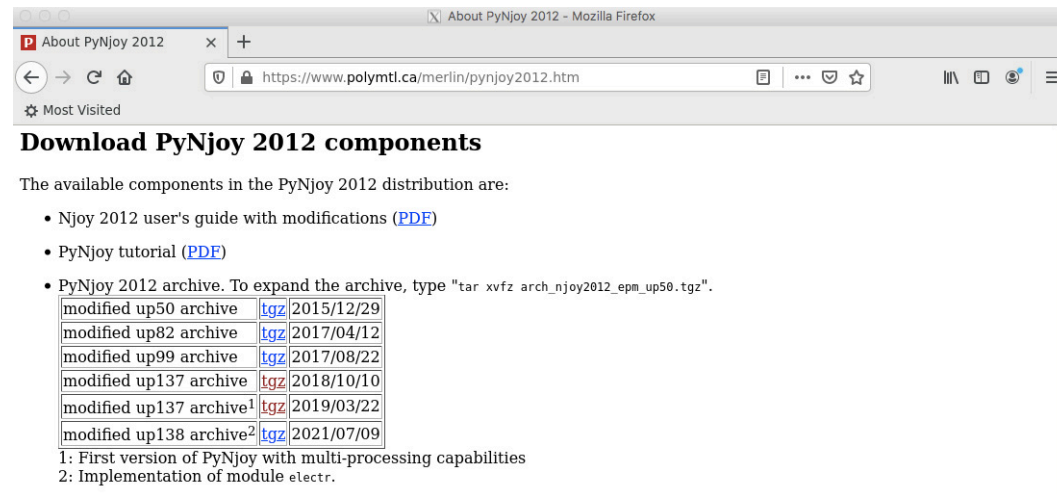 About PyNjoy 2012 - Mozilla Firefox
About PyNjoy 2012
https://www.polymtl.ca/merlin/pynjoy2012.htm
Most Visited
Download PyNjoy 2012 components
The available components in the PyNjoy 2012 distribution are:
• Njoy 2012 user's guide with modifications (PDF)
• PyNjoy tutorial (PDF)
• PyNjoy 2012 archive. To expand the archive, type "tar xvfz arch_njoy2012_epm_up50.tgz".
modified up50 archive tgz 2015/12/29
modified up82 archive tgz 2017/04/12
modified up99 archive tgz 2017/08/22
modified up137 archive tgz 2018/10/10
modified up137 archive1 tgz 2019/03/22
modified up138 archive2 tgz 2021/07/09
1: First version of PyNjoy with multi-processing capabilities
2: Implementation of module electr.